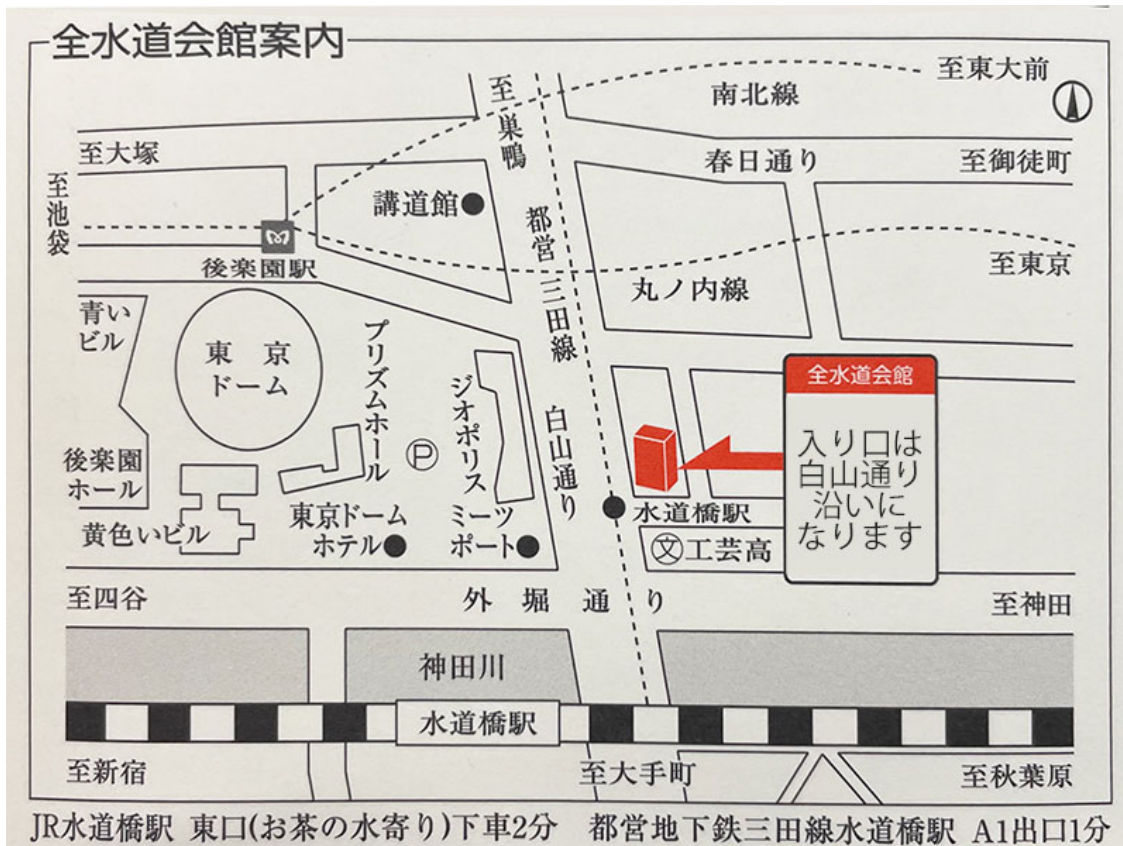 全水道会館案内
至東大前
南北線
至巣鴨
至大塚
春日通り
至御徒町
至池袋
講道館
都営三田線
後楽園駅
丸ノ内線
至東京
青い
ビル
東京
ドーム
プリズムホール
ジオポリス
白山通り
全水道会館
入り口は
白山通り
沿いに
なります
後楽園
ホール
P
黄色いビル
東京ドーム
ホテル
ミーツ
ポート
水道橋駅
文 工芸高
至四谷
外堀通り
至神田
神田川
水道橋駅
至新宿
至大手町
至秋葉原
JR水道橋駅 東口(お茶の水寄り)下車2分 都営地下鉄三田線水道橋駅 A1出口1分